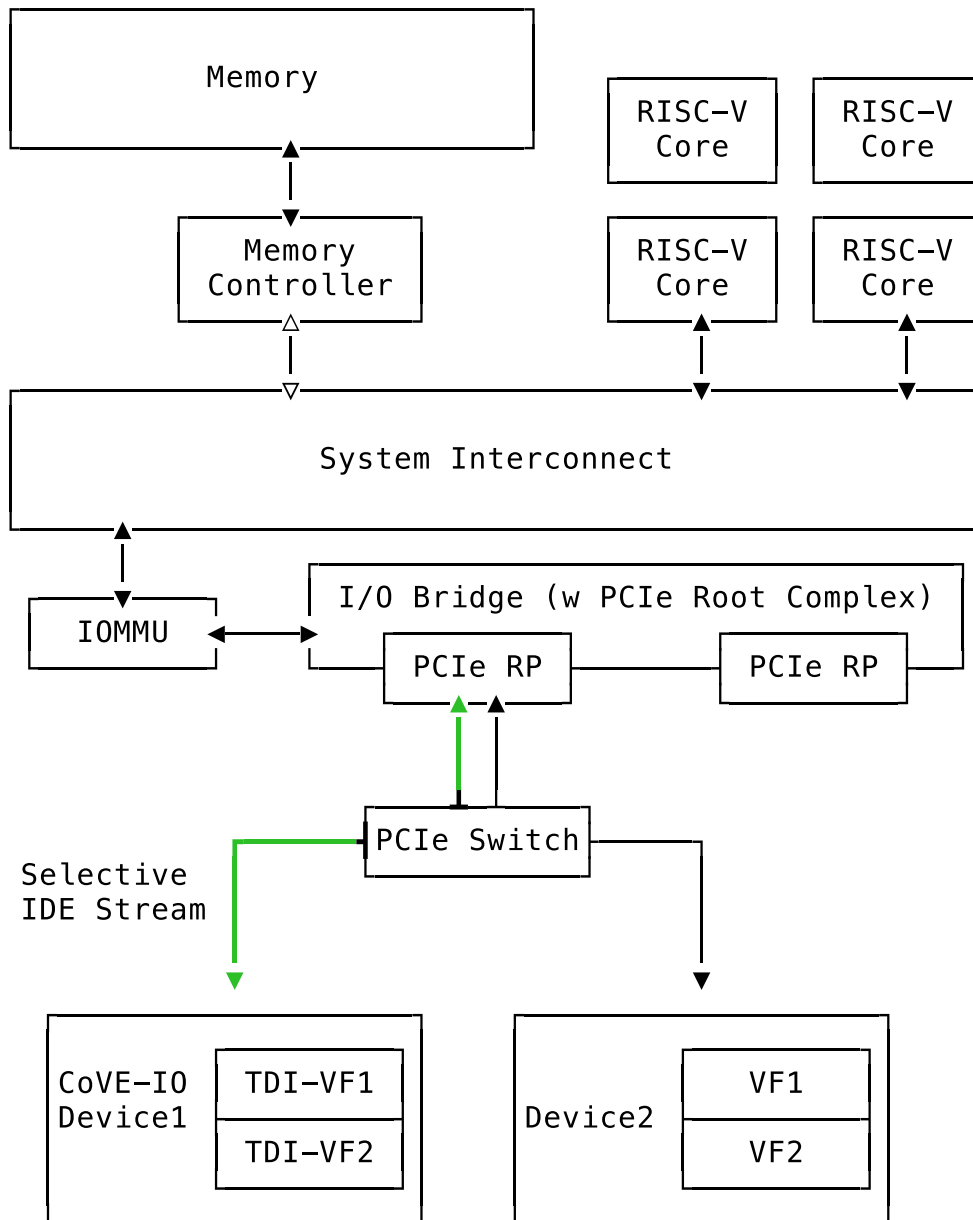 Memory
RISC-V
Core
RISC-V
Core
Memory
Controller
RISC-V
Core
RISC-V
Core
System Interconnect
I/O Bridge (w PCIe Root Complex)
IOMMU
PCIe RP
PCIe RP
PCIe Switch
Selective
IDE Stream
CoVE-IO
Device1
TDI-VF1
TDI-VF2
Device2
VF1
VF2